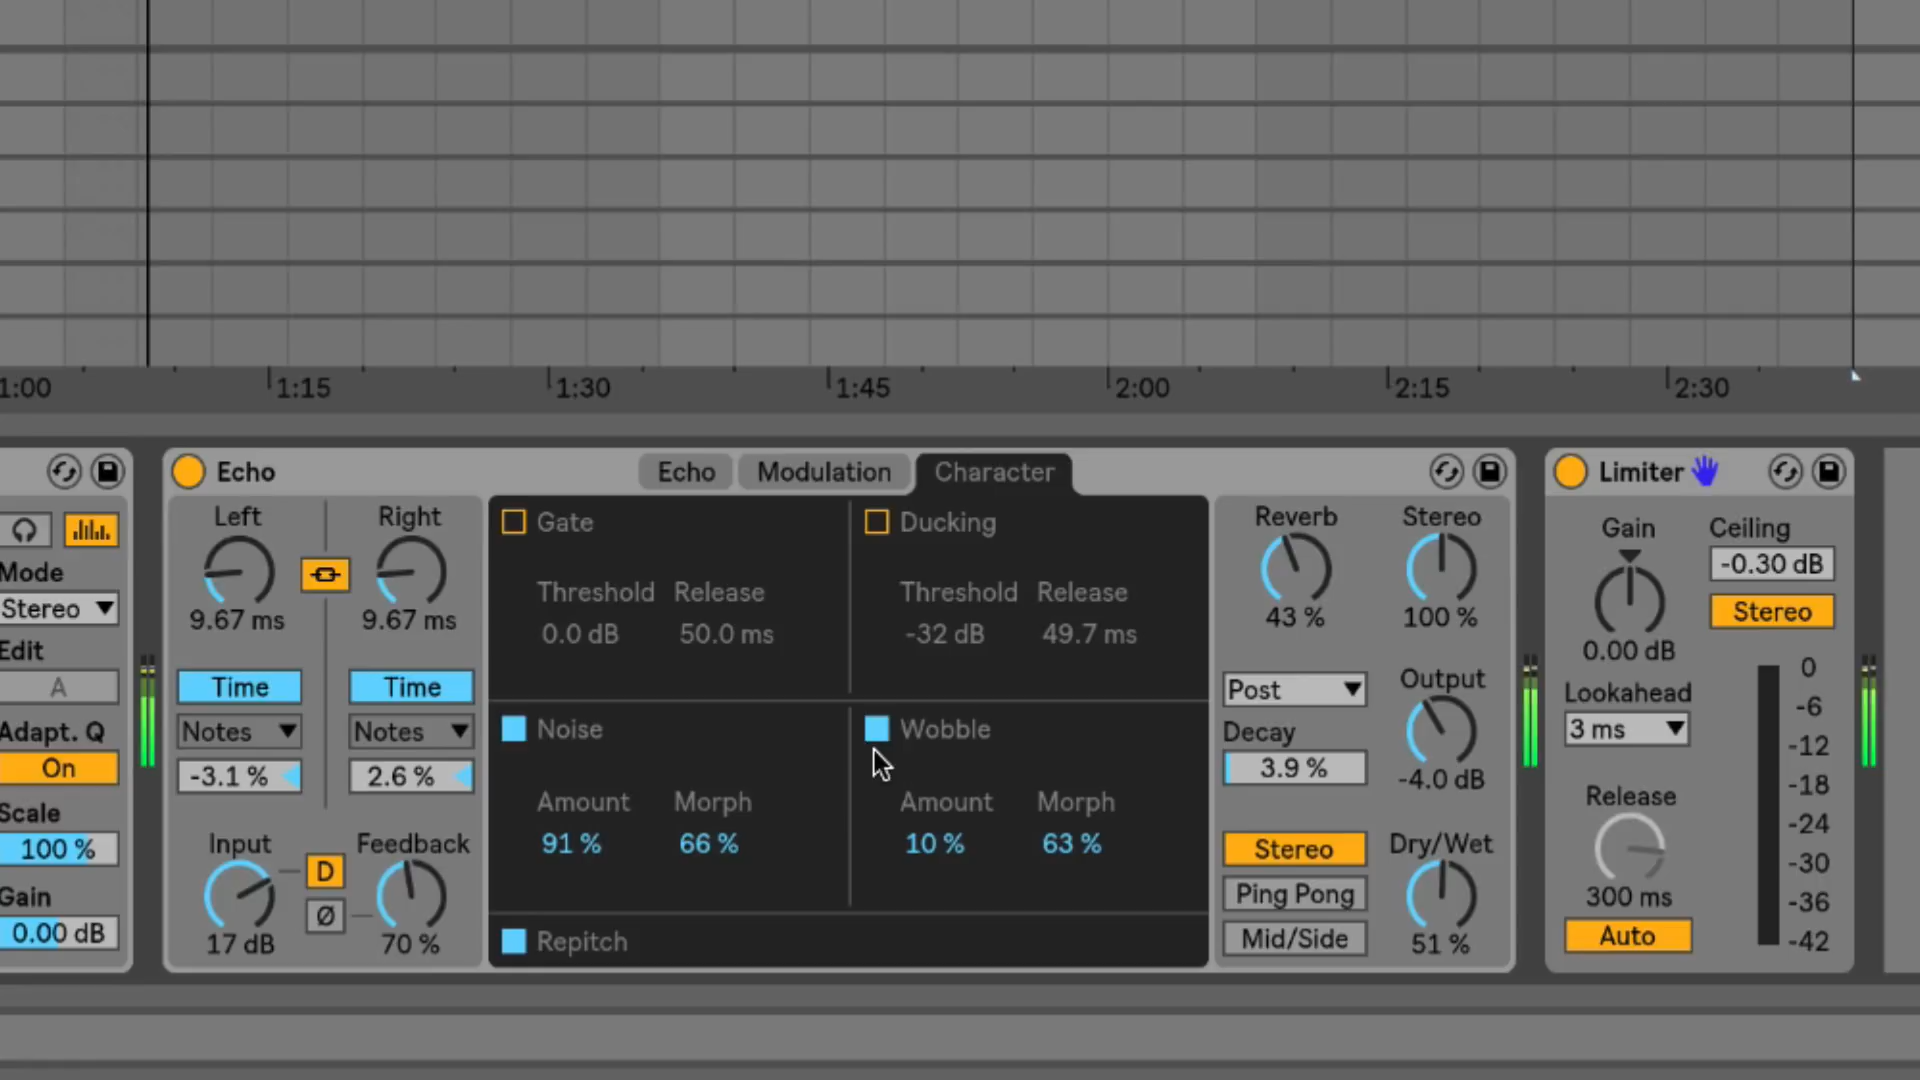 1:00 1:15 1:30 1:45 2:00 2:15 2:30
Mode
Stereo
Edit
A
Adapt. Q
On
Scale
100 %
Gain
0.00 dB
Echo
Echo Modulation Character
Left Right
9.67 ms 9.67 ms
Time Time
Notes Notes
-3.1 % 2.6 %
Input D Feedback
Ø
17 dB 70 %
Gate
Threshold Release
0.0 dB 50.0 ms
Ducking
Threshold Release
-32 dB 49.7 ms
Noise
Amount Morph
91 % 66 %
Wobble
Amount Morph
10 % 63 %
Repitch
Reverb Stereo
43 % 100 %
Post
Decay
3.9 %
Output
-4.0 dB
Stereo
Ping Pong
Mid/Side
Dry/Wet
51 %
Limiter
Gain
0.00 dB
Lookahead
3 ms
Release
300 ms
Auto
Ceiling
-0.30 dB
Stereo
0
-6
-12
-18
-24
-30
-36
-42